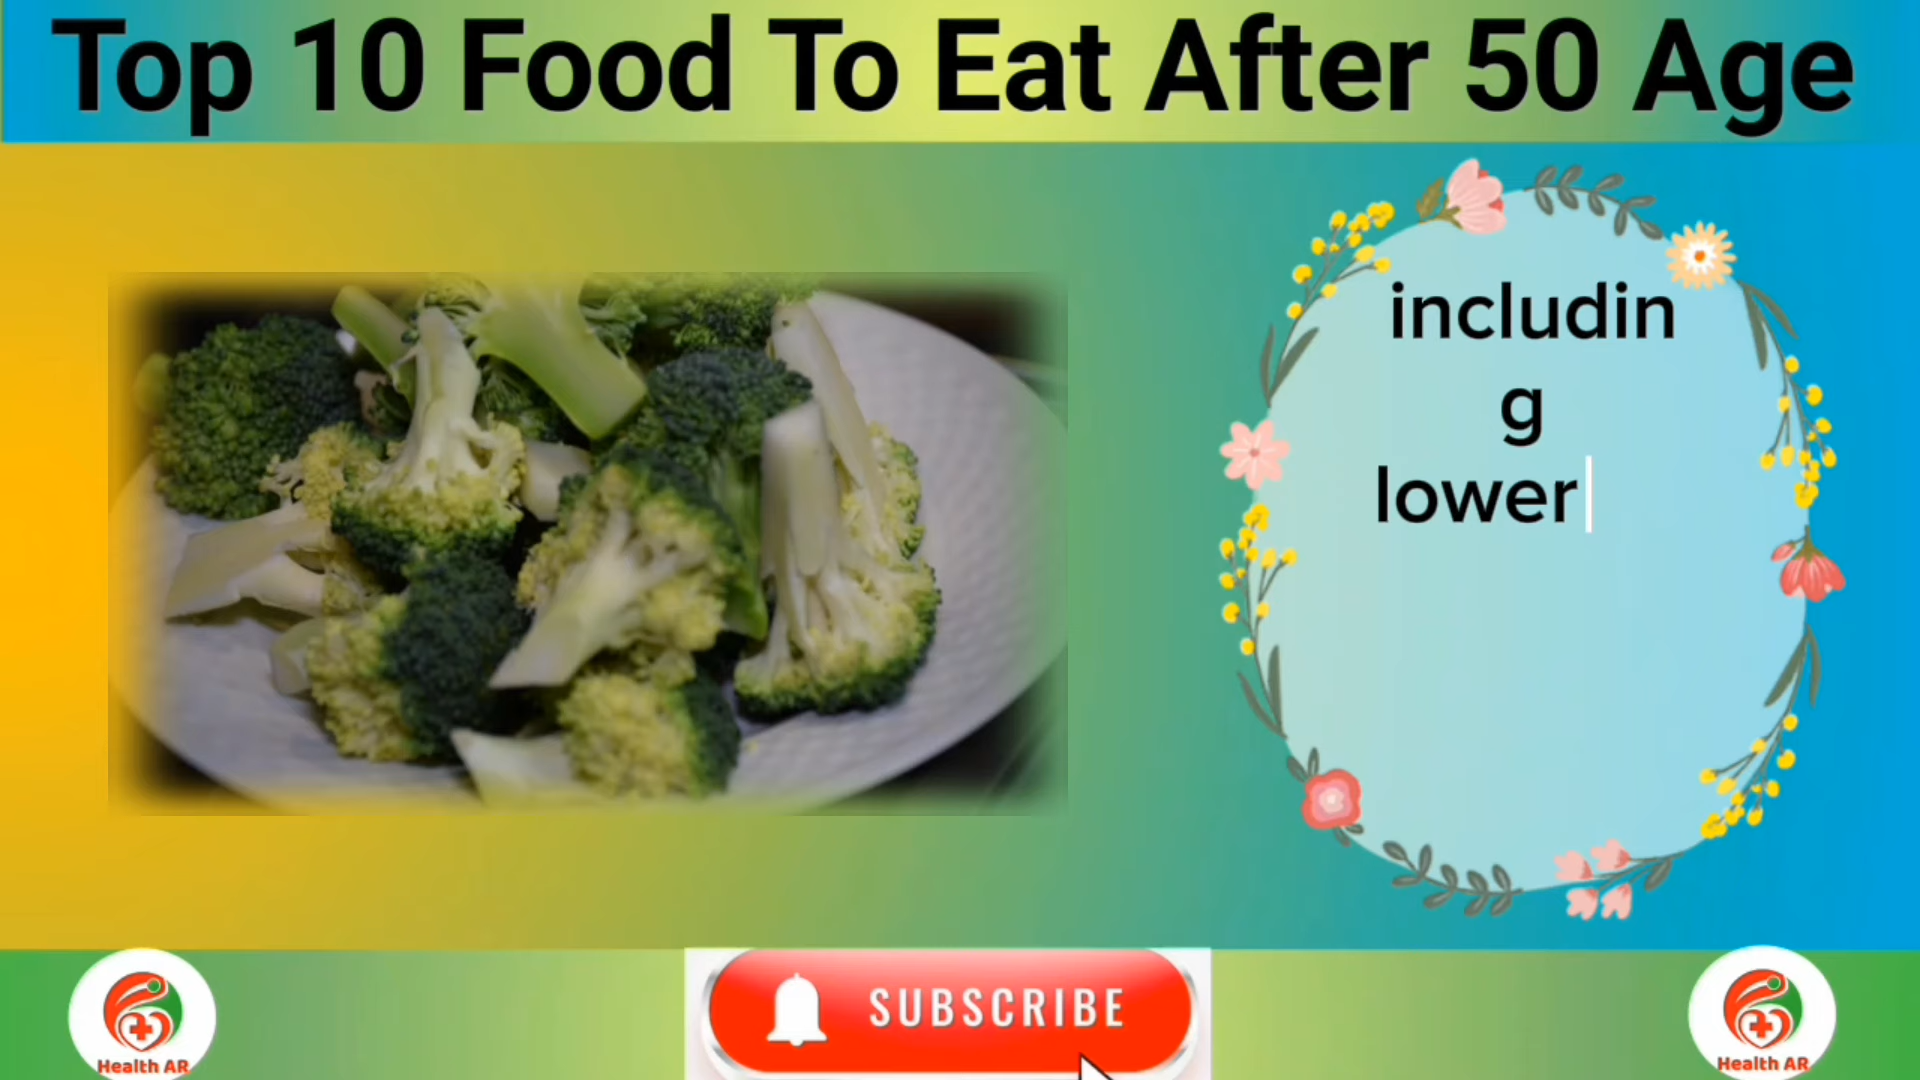 Top 10 Food To Eat After 50 Age
includin
g
lower
SUBSCRIBE
Health AR
Health AR